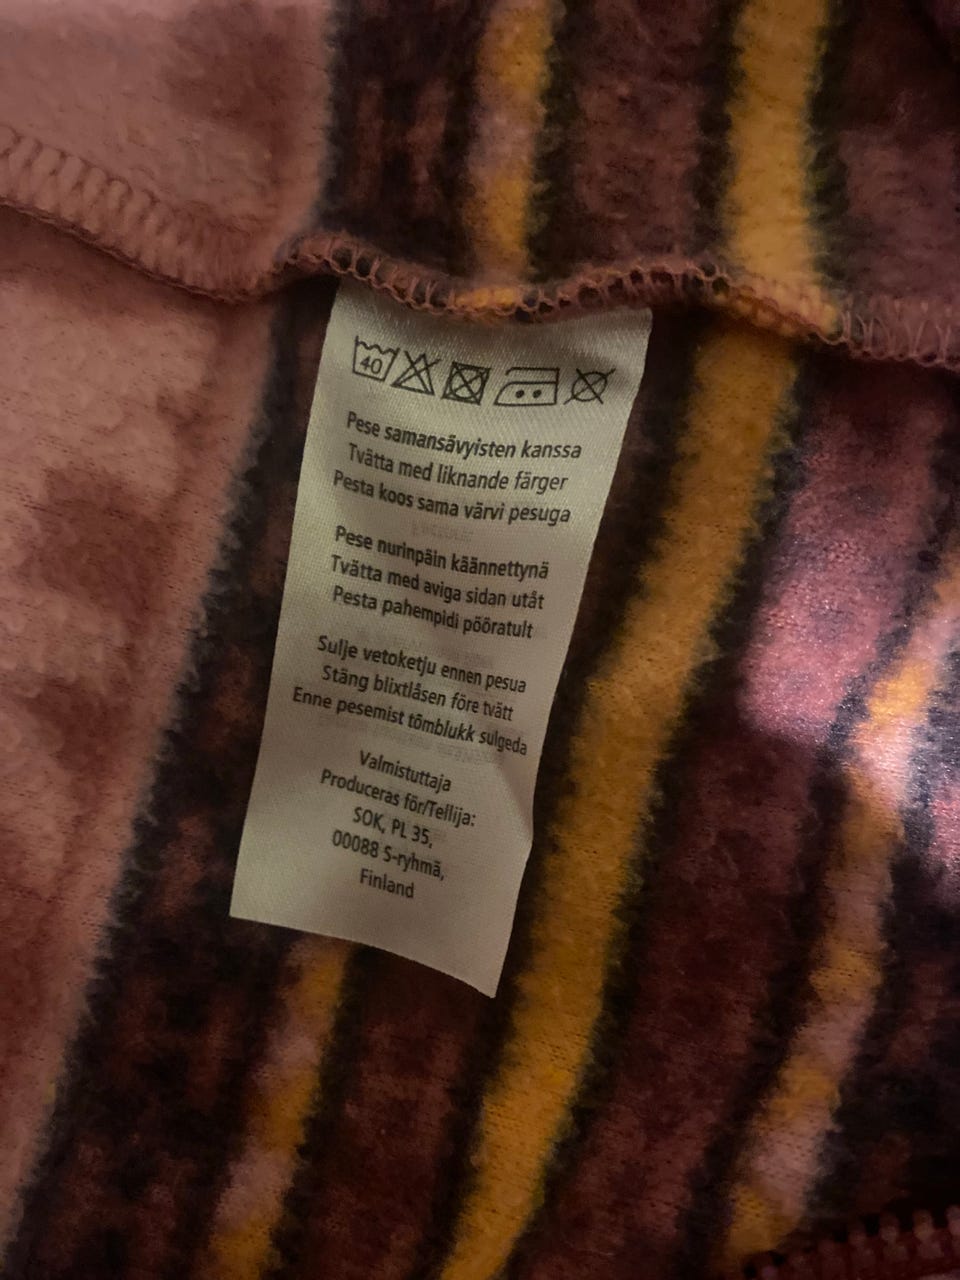 40
Pese samansävyisten kanssa
Tvätta med liknande färger
Pesta koos sama värvi pesuga
Pese nurinpäin käännettynä
Tvätta med aviga sidan utåt
Pesta pahempidi pööratult
Sulje vetoketju ennen pesua
Stäng blixtlåsen före tvätt
Enne pesemist tõmblukk sulgeda
Valmistuttaja
Produceras för/Tellija:
SOK, PL 35,
00088 S-ryhmä,
Finland